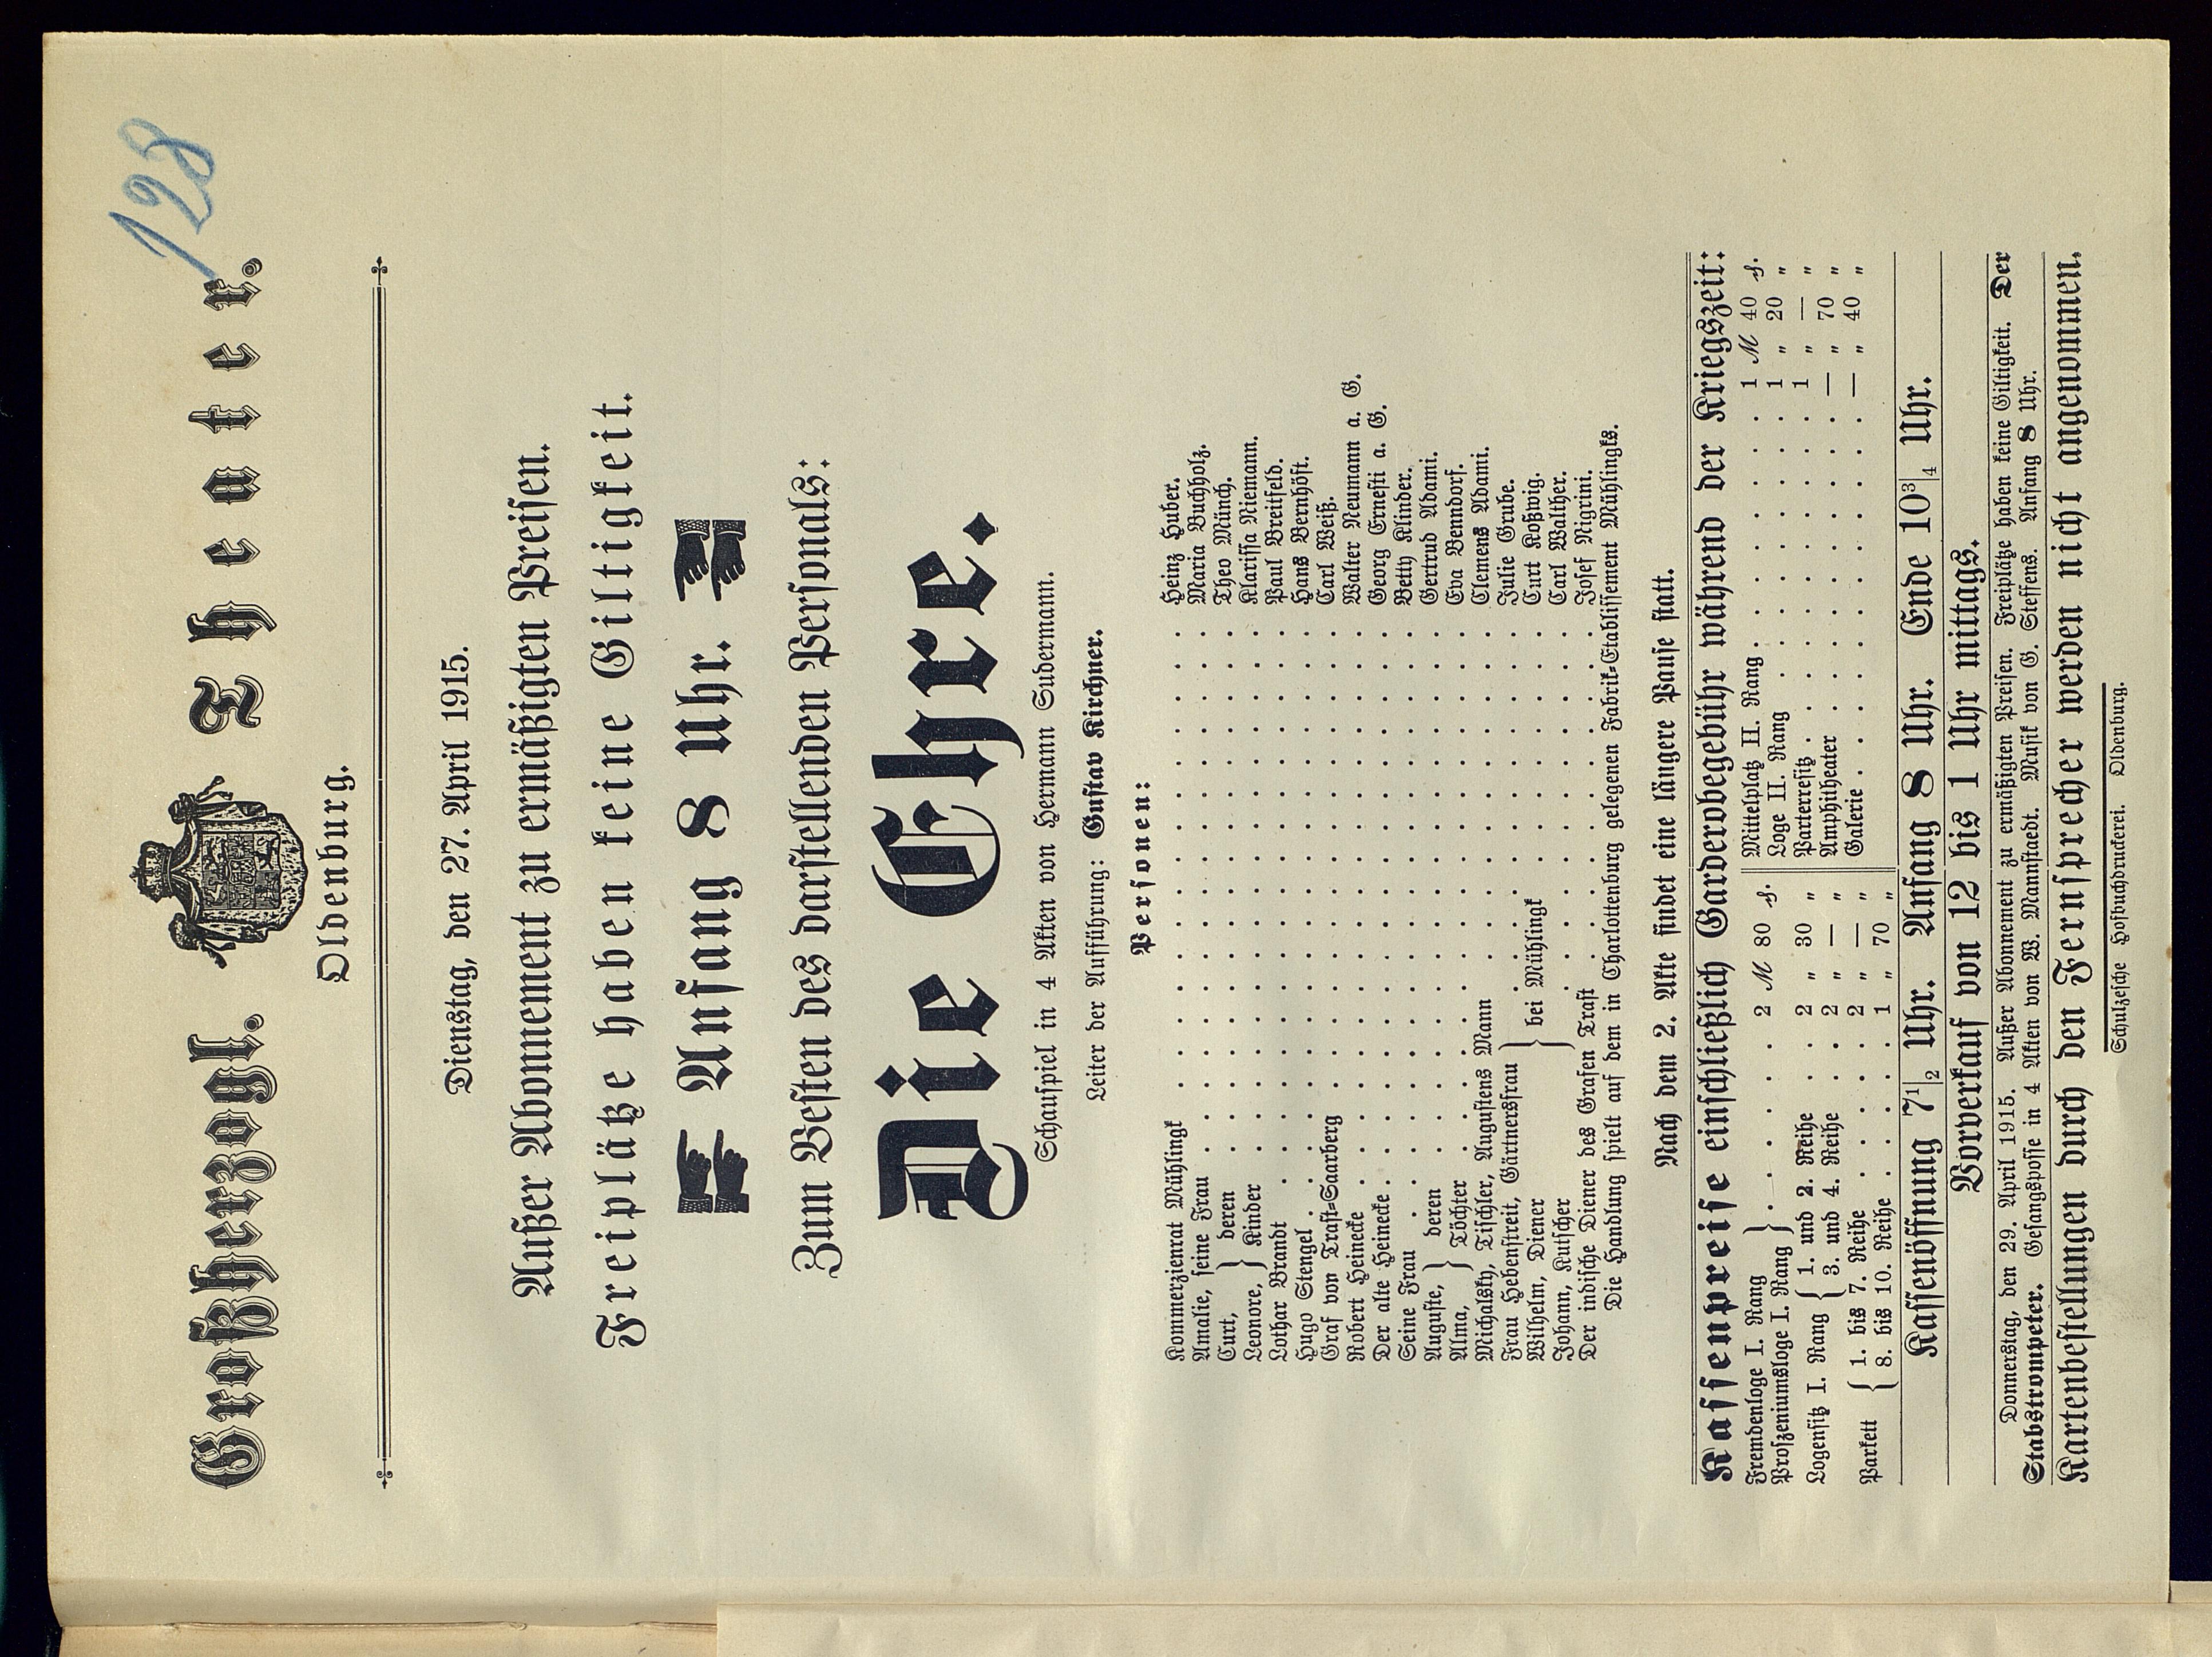 128
Großherzogl. Theater.
Oldenburg.
Dienstag, den 27. April 1915.
Außer Abonnement zu ermäßigten Preisen.
Freiplätze haben keine Giltigkeit.
Anfang 8 Uhr.
Zum Besten des darstellenden Personals:
Die Ehre.
Schauspiel in 4 Akten von Hermann Sudermann.
Leiter der Aufführung: Gustav Kirchner.
Personen:
Kommerzienrat Mühlingk . . . . Heinz Huber.
Amalie, seine Frau . . . . Maria Buchholz.
Curt, } deren . . . . Theo Münch.
Leonore, } Kinder . . . . Klarissa Niemann.
Lothar Brandt . . . . Paul Breitfeld.
Hugo Stengel . . . . Hans Bernhöft.
Graf von Trast-Saarberg . . . . Carl Weiß.
Robert Heinecke . . . . Walter Neumann a. G.
Der alte Heinecke . . . . Georg Ernesti a. G.
Seine Frau . . . . Betty Klinder.
Auguste, } deren . . . . Gertrud Adami.
Alma, } Töchter . . . . Eva Benndorf.
Michalsky, Tischler, Augustens Mann . . . . Clemens Adami.
Frau Hebenstreit, Gärtnersfrau } . . . . Julie Grube.
Wilhelm, Diener } bei Mühlingk . . . . Curt Koßwig.
Johann, Kutscher } . . . . Carl Walther.
Der indische Diener des Grafen Trast . . . . Josef Nigrini.
Die Handlung spielt auf dem in Charlottenburg gelegenen Fabrik-Etablissement Mühlingks.
Nach dem 2. Akte findet eine längere Pause statt.
Kassenpreise einschließlich Garderobegebühr während der Kriegszeit:
Fremdenloge I. Rang } . . . . 2 M 80 ₰.
Proszeniumsloge I. Rang }
Logensitz I. Rang { 1. und 2. Reihe . . . 2 " 30 "
{ 3. und 4. Reihe . . . 2 " — "
Parkett { 1. bis 7. Reihe . . . . 2 " — "
{ 8. bis 10. Reihe . . . . 1 " 70 "
Mittelplatz II. Rang . . . . 1 M 40 ₰.
Loge II. Rang . . . . 1 " 20 "
Parterresitz . . . . 1 " — "
Amphitheater . . . . — " 70 "
Galerie . . . . — " 40 "
Kassenöffnung 7 1/2 Uhr. Anfang 8 Uhr. Ende 10 3/4 Uhr.
Vorverkauf von 12 bis 1 Uhr mittags.
Donnerstag, den 29. April 1915. Außer Abonnement zu ermäßigten Preisen. Freiplätze haben keine Giltigkeit. Der
Stabstrompeter. Gesangsposse in 4 Akten von W. Mannstaedt. Musik von G. Steffens. Anfang 8 Uhr.
Kartenbestellungen durch den Fernsprecher werden nicht angenommen.
Schulzesche Hofbuchdruckerei. Oldenburg.